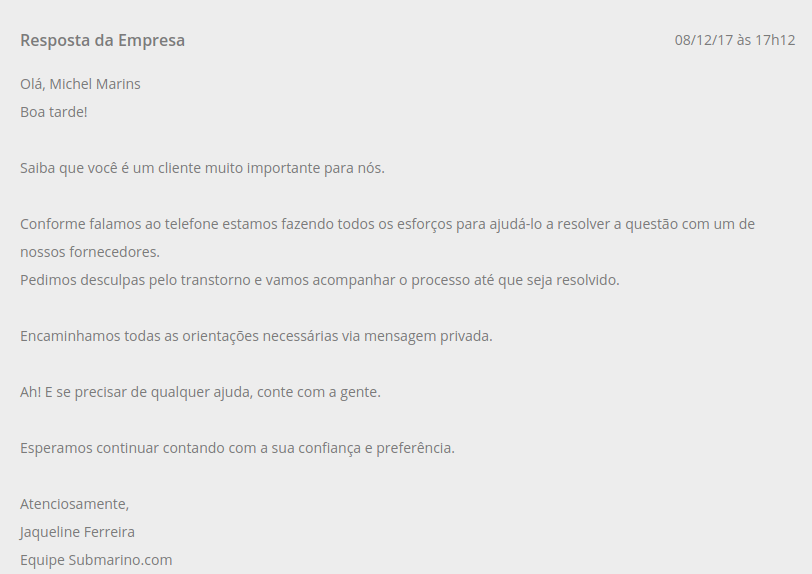 Resposta da Empresa 08/12/17 às 17h12
Olá, Michel Marins
Boa tarde!
Saiba que você é um cliente muito importante para nós.
Conforme falamos ao telefone estamos fazendo todos os esforços para ajudá-lo a resolver a questão com um de
nossos fornecedores.
Pedimos desculpas pelo transtorno e vamos acompanhar o processo até que seja resolvido.
Encaminhamos todas as orientações necessárias via mensagem privada.
Ah! E se precisar de qualquer ajuda, conte com a gente.
Esperamos continuar contando com a sua confiança e preferência.
Atenciosamente,
Jaqueline Ferreira
Equipe Submarino.com